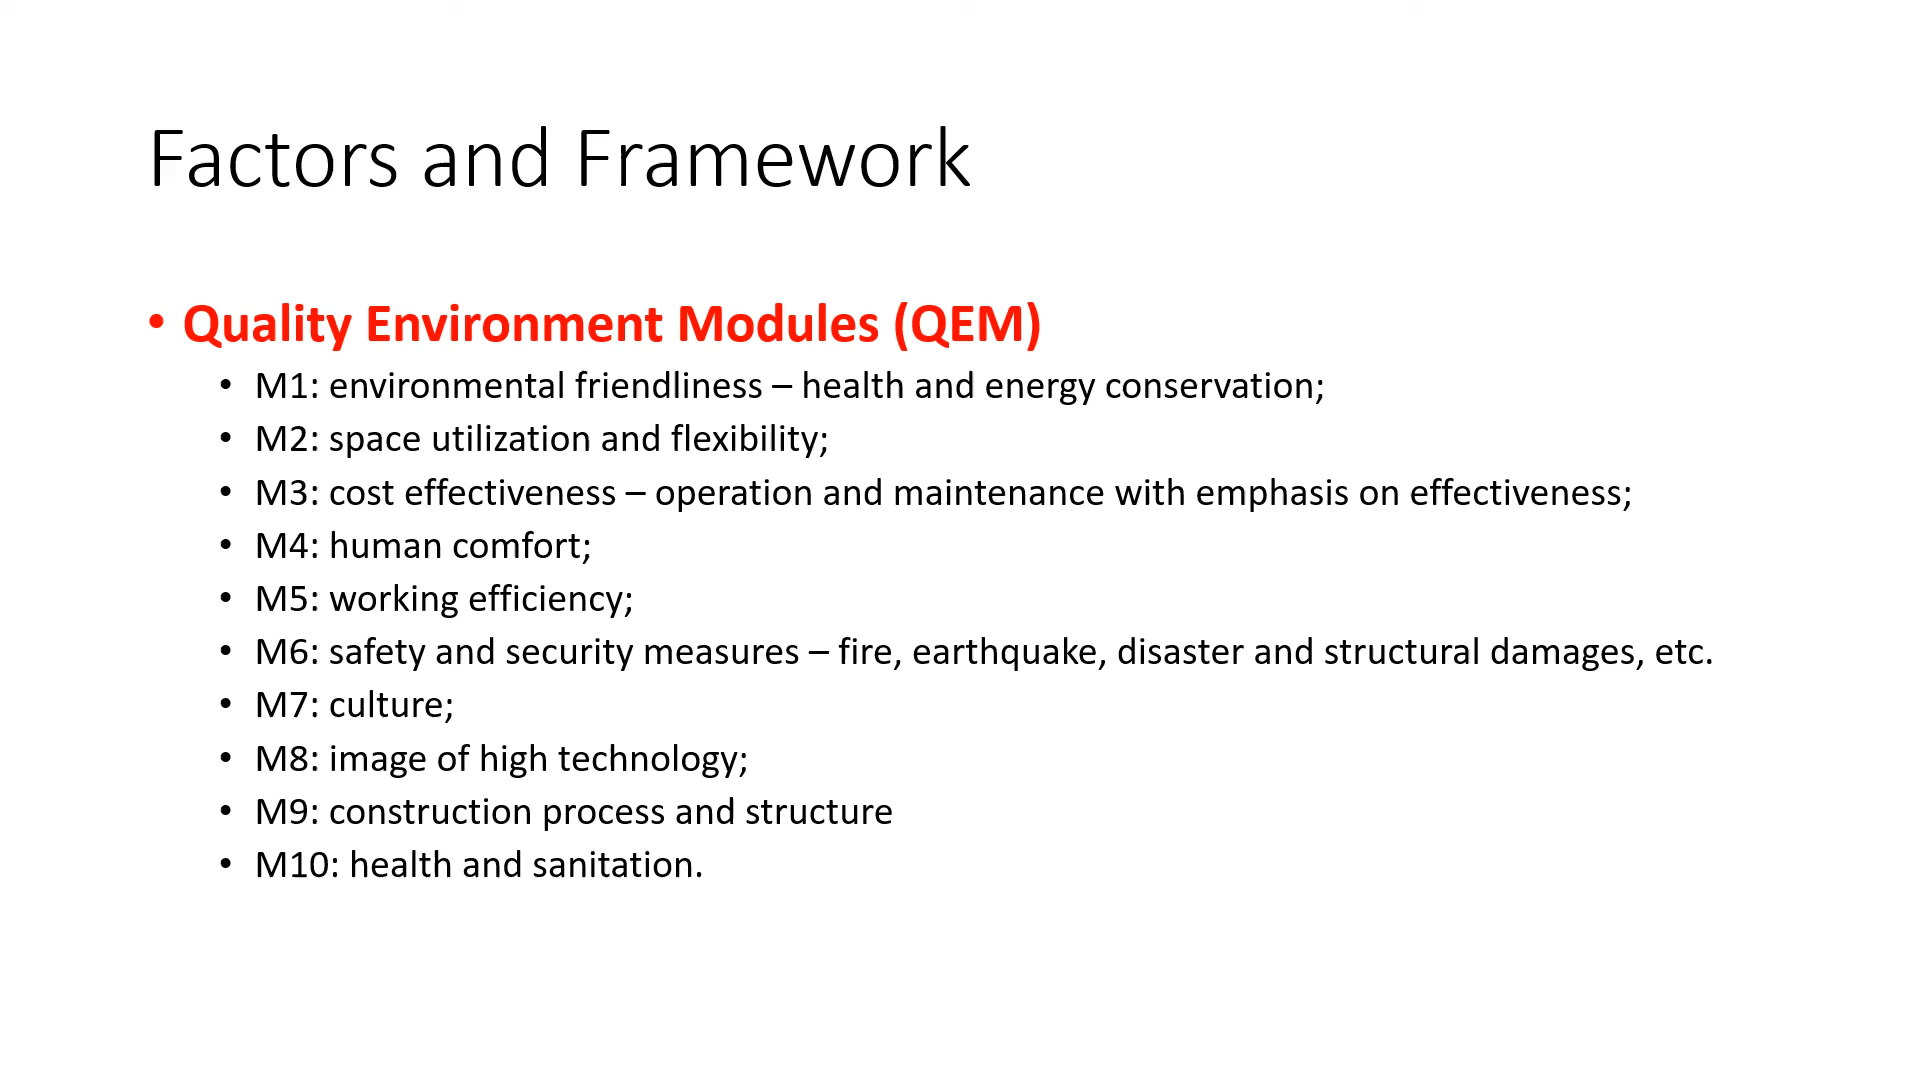 Factors and Framework
• Quality Environment Modules (QEM)
• M1: environmental friendliness – health and energy conservation;
• M2: space utilization and flexibility;
• M3: cost effectiveness – operation and maintenance with emphasis on effectiveness;
• M4: human comfort;
• M5: working efficiency;
• M6: safety and security measures – fire, earthquake, disaster and structural damages, etc.
• M7: culture;
• M8: image of high technology;
• M9: construction process and structure
• M10: health and sanitation.